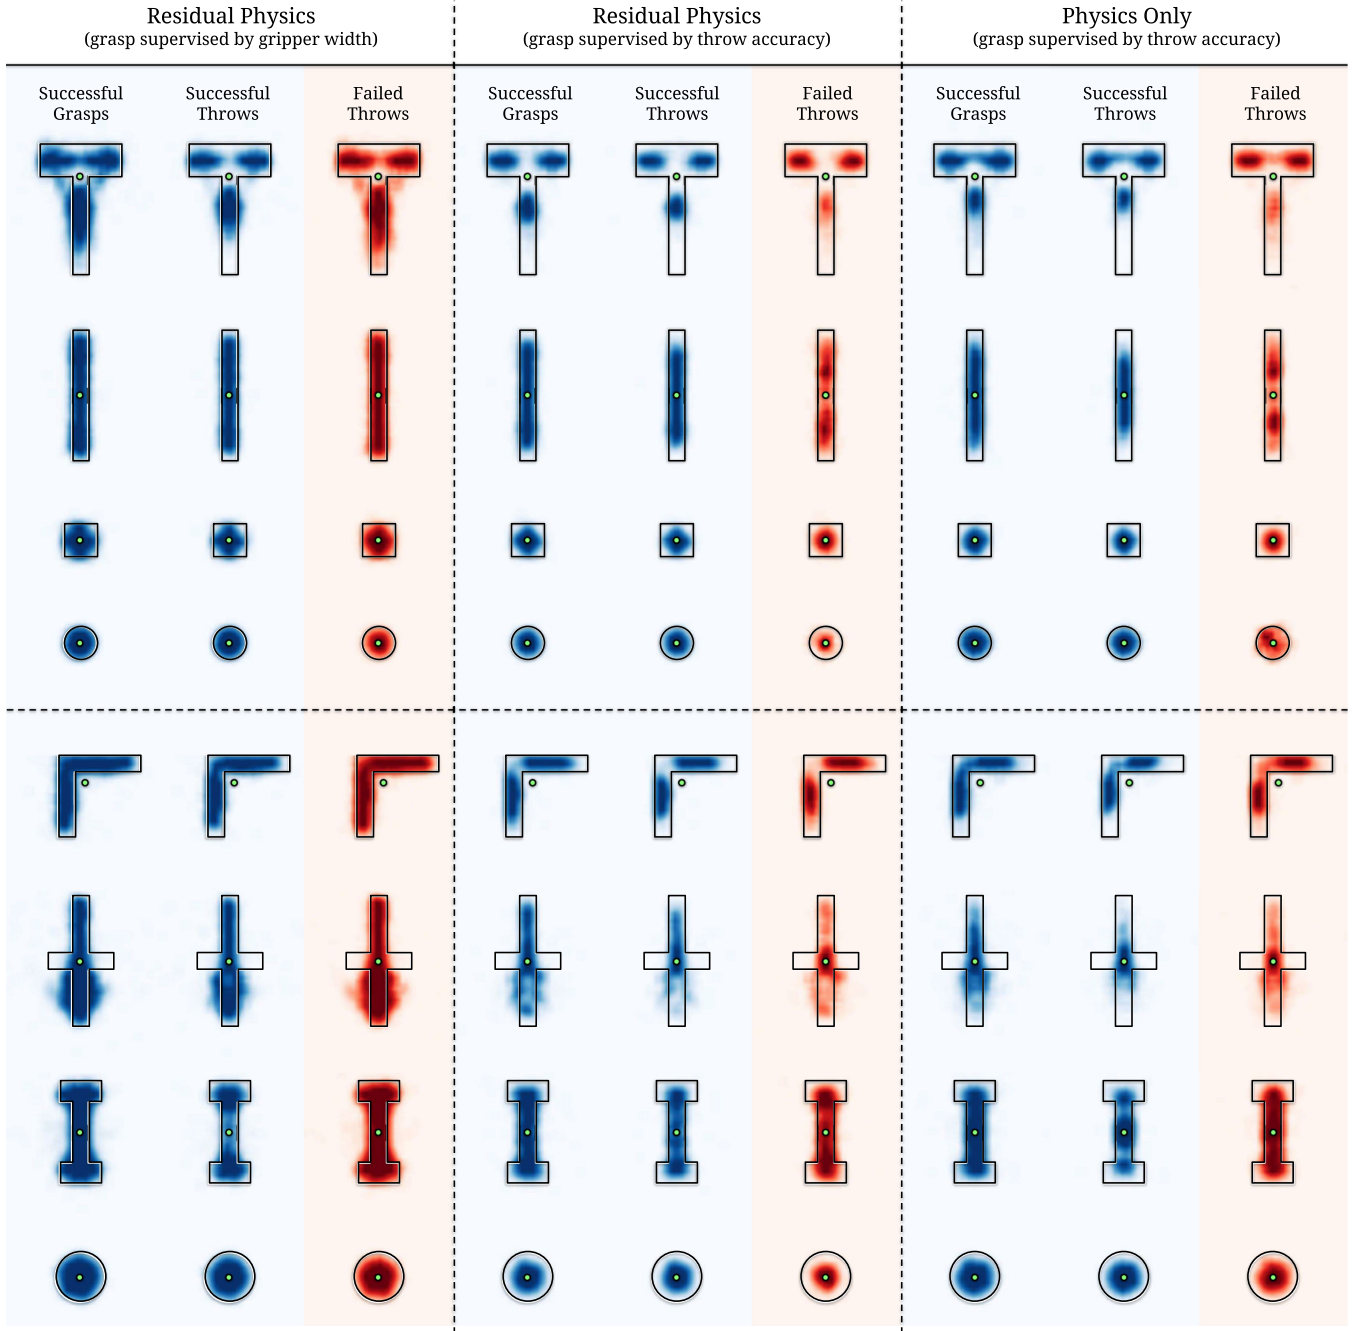 Residual Physics
(grasp supervised by gripper width)
Residual Physics
(grasp supervised by throw accuracy)
Physics Only
(grasp supervised by throw accuracy)
Successful
Grasps
Successful
Throws
Failed
Throws
Successful
Grasps
Successful
Throws
Failed
Throws
Successful
Grasps
Successful
Throws
Failed
Throws